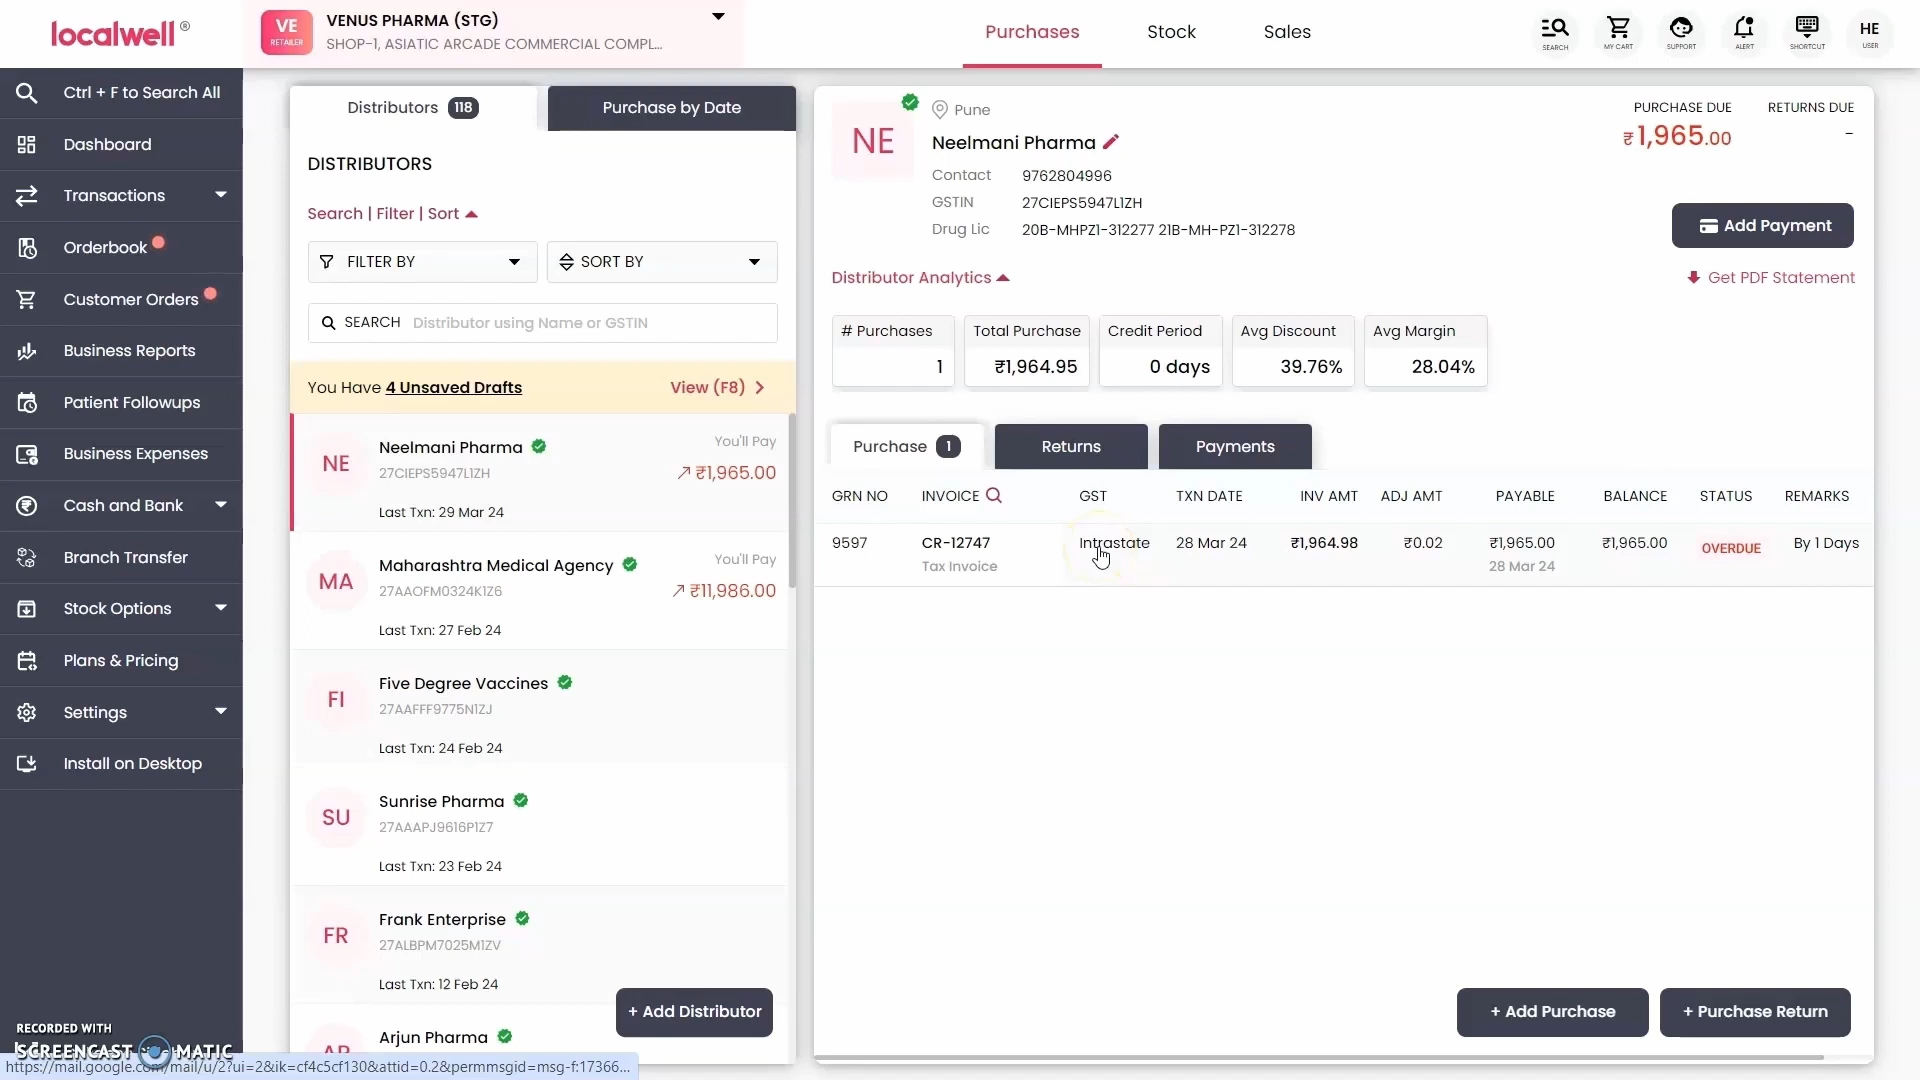 localwell ®
VE
RETAILER
VENUS PHARMA (STG)
SHOP-1, ASIATIC ARCADE COMMERCIAL COMPL...
Purchases
Stock
Sales
SEARCH
MY CART
SUPPORT
ALERT
SHORTCUT
HE
USER
Ctrl + F to Search All
Dashboard
Transactions
Orderbook
Customer Orders
Business Reports
Patient Followups
Business Expenses
Cash and Bank
Branch Transfer
Stock Options
Plans & Pricing
Settings
Install on Desktop
RECORDED WITH
SCREENCAST MATIC
https://mail.google.com/mail/u/2?ui=2&ik=cf4c5cf130&attid=0.2&permmsgid=msg-f:17366...
Distributors 118
Purchase by Date
DISTRIBUTORS
Search | Filter | Sort
FILTER BY
SORT BY
SEARCH Distributor using Name or GSTIN
You Have 4 Unsaved Drafts
View (F8)
NE
Neelmani Pharma
27CIEPS5947L1ZH
Last Txn: 29 Mar 24
You'll Pay
₹1,965.00
MA
Maharashtra Medical Agency
27AAOFM0324K1Z6
Last Txn: 27 Feb 24
You'll Pay
₹11,986.00
FI
Five Degree Vaccines
27AAFFF9775N1ZJ
Last Txn: 24 Feb 24
SU
Sunrise Pharma
27AAAPJ9616P1Z7
Last Txn: 23 Feb 24
FR
Frank Enterprise
27ALBPM7025M1ZV
Last Txn: 12 Feb 24
AR
Arjun Pharma
+ Add Distributor
NE
Pune
Neelmani Pharma
Contact 9762804996
GSTIN 27CIEPS5947L1ZH
Drug Lic 20B-MHPZ1-312277 21B-MH-PZ1-312278
PURCHASE DUE
₹1,965.00
RETURNS DUE
-
Add Payment
Distributor Analytics
Get PDF Statement
# Purchases
1
Total Purchase
₹1,964.95
Credit Period
0 days
Avg Discount
39.76%
Avg Margin
28.04%
Purchase 1
Returns
Payments
GRN NO INVOICE GST TXN DATE INV AMT ADJ AMT PAYABLE BALANCE STATUS REMARKS
9597 CR-12747 Intrastate 28 Mar 24 ₹1,964.98 ₹0.02 ₹1,965.00 ₹1,965.00 OVERDUE By 1 Days
Tax Invoice 28 Mar 24
+ Add Purchase
+ Purchase Return